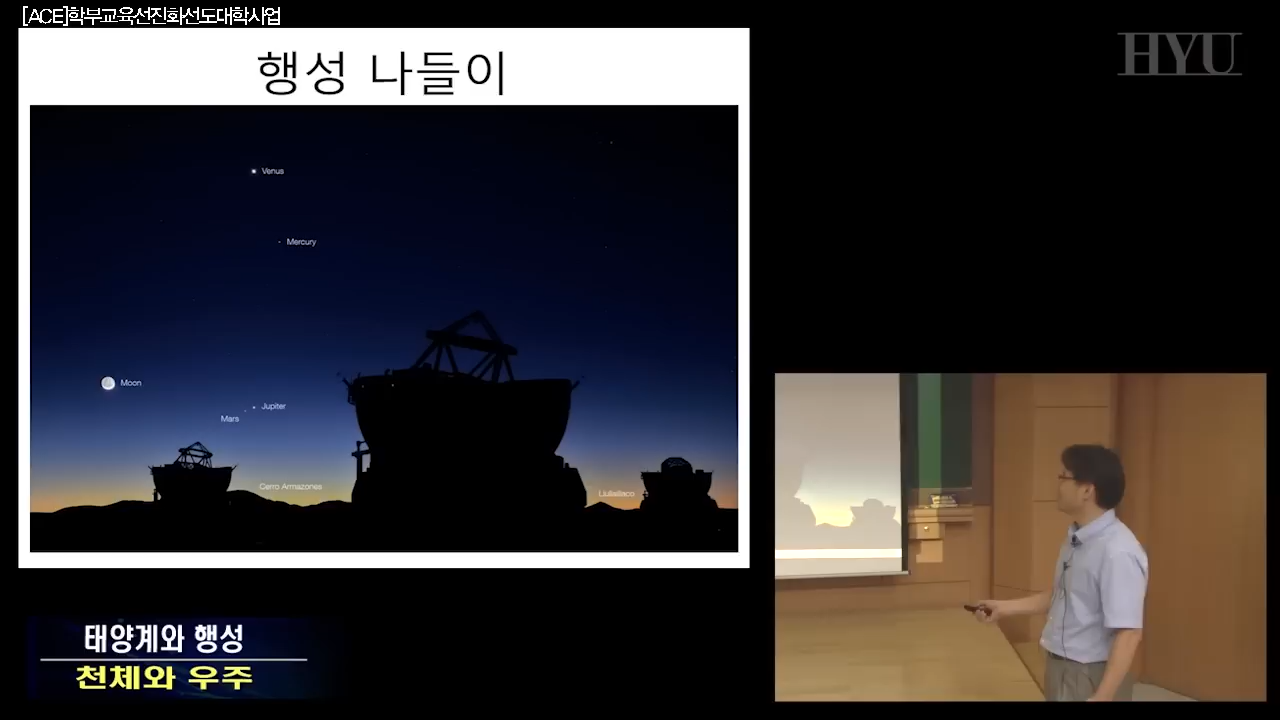 [ACE]학부교육선진화선도대학사업
HYU
행성 나들이
Venus
Mercury
Moon
Jupiter
Mars
Cerro Armazones
Llullaillaco
태양계와 행성
천체와 우주